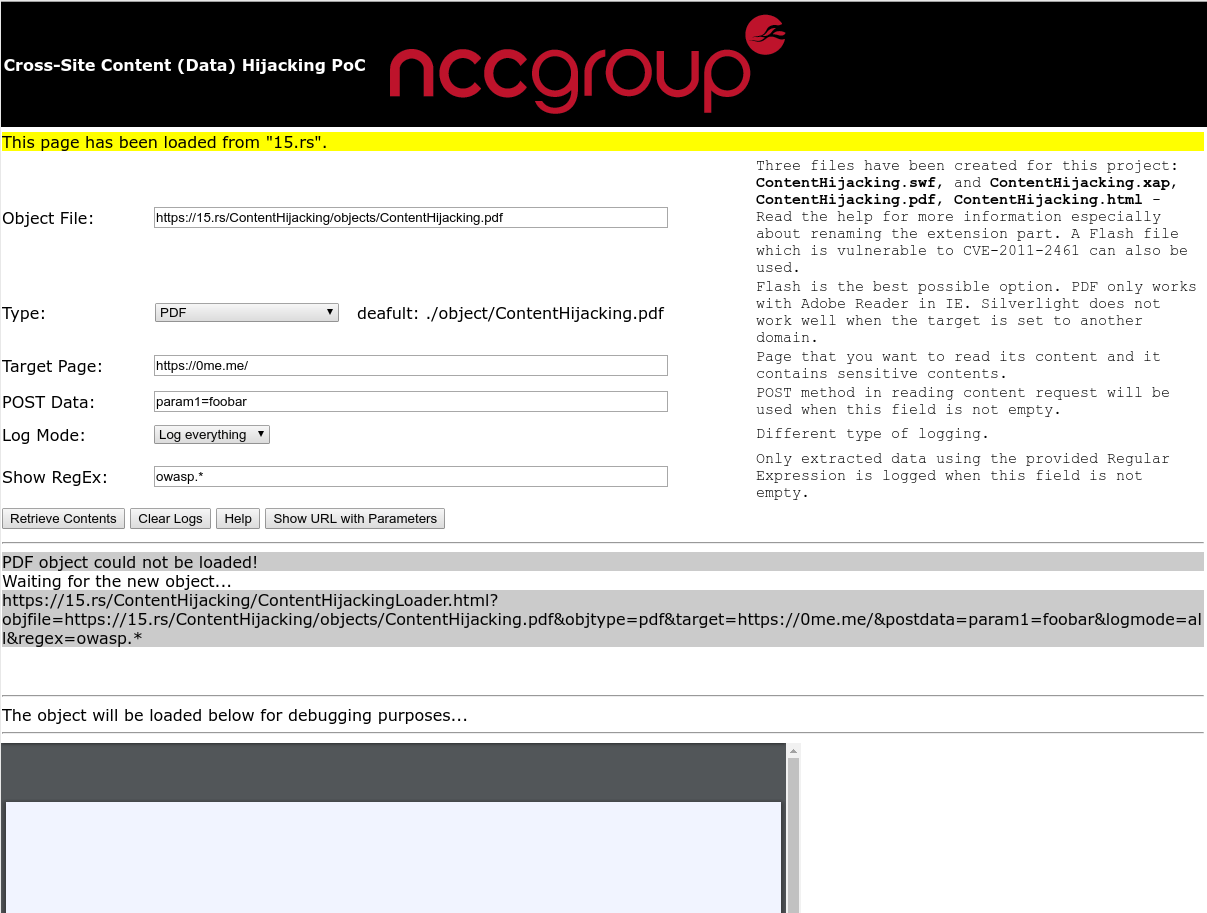 Cross-Site Content (Data) Hijacking PoC
nccgroup
This page has been loaded from "15.rs".
Object File:
https://15.rs/ContentHijacking/objects/ContentHijacking.pdf
Three files have been created for this project:
ContentHijacking.swf, and ContentHijacking.xap,
ContentHijacking.pdf, ContentHijacking.html -
Read the help for more information especially
about renaming the extension part. A Flash file
which is vulnerable to CVE-2011-2461 can also be
used.
Type:
PDF
deafult: ./object/ContentHijacking.pdf
Flash is the best possible option. PDF only works
with Adobe Reader in IE. Silverlight does not
work well when the target is set to another
domain.
Target Page:
https://0me.me/
Page that you want to read its content and it
contains sensitive contents.
POST Data:
param1=foobar
POST method in reading content request will be
used when this field is not empty.
Log Mode:
Log everything
Different type of logging.
Show RegEx:
owasp.*
Only extracted data using the provided Regular
Expression is logged when this field is not
empty.
Retrieve Contents Clear Logs Help Show URL with Parameters
PDF object could not be loaded!
Waiting for the new object...
https://15.rs/ContentHijacking/ContentHijackingLoader.html?
objfile=https://15.rs/ContentHijacking/objects/ContentHijacking.pdf&objtype=pdf&target=https://0me.me/&postdata=param1=foobar&logmode=al
l&regex=owasp.*
The object will be loaded below for debugging purposes...